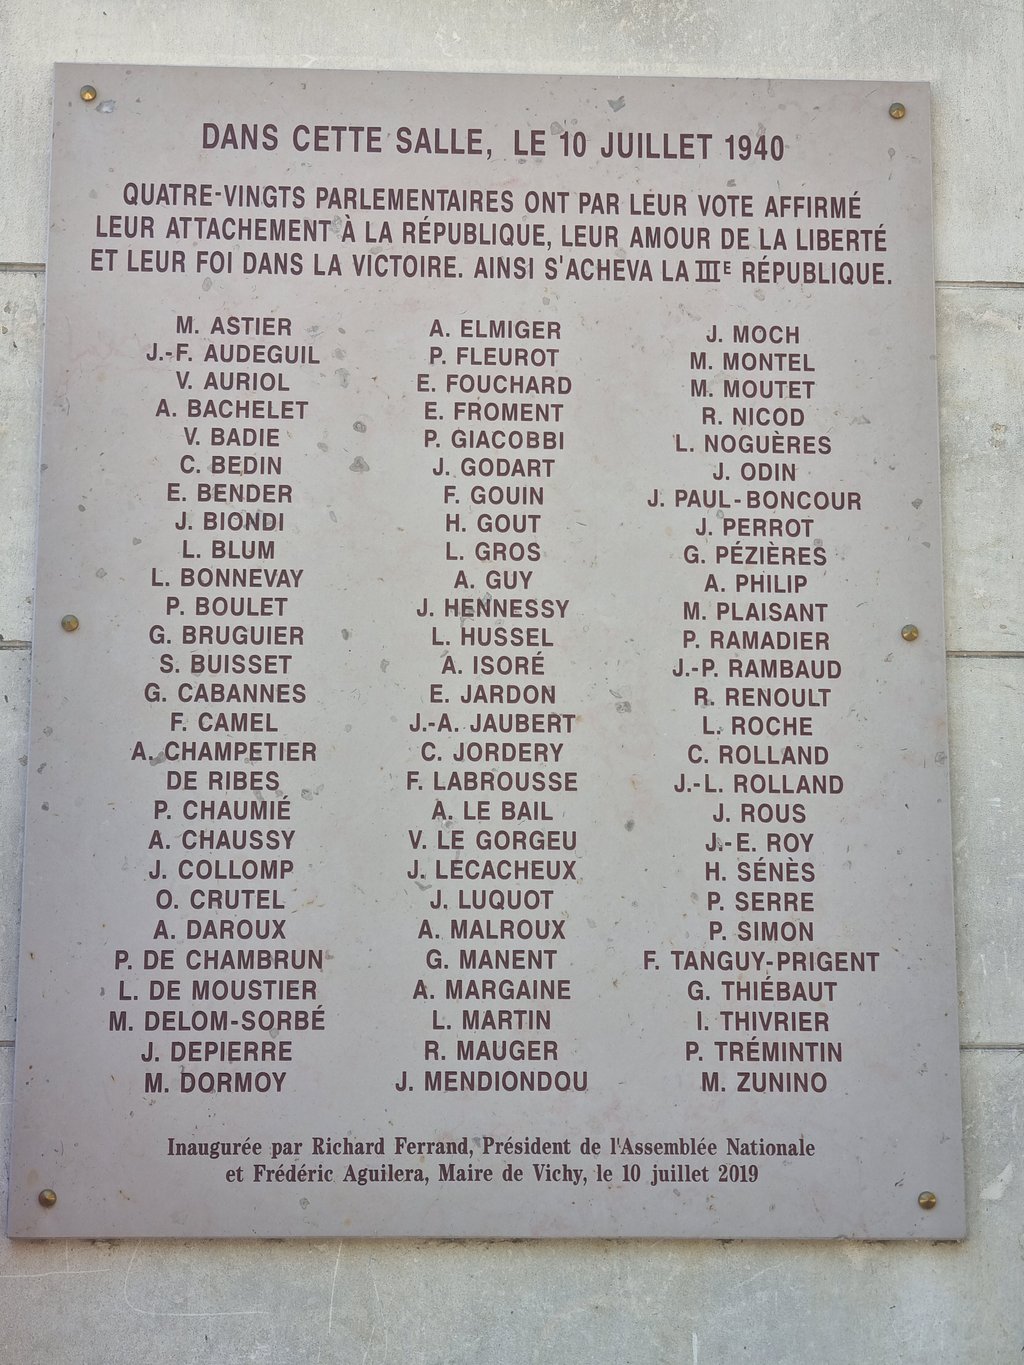 DANS CETTE SALLE, LE 10 JUILLET 1940
QUATRE-VINGTS PARLEMENTAIRES ONT PAR LEUR VOTE AFFIRMÉ
LEUR ATTACHEMENT À LA RÉPUBLIQUE, LEUR AMOUR DE LA LIBERTÉ
ET LEUR FOI DANS LA VICTOIRE. AINSI S'ACHEVA LA IIIE RÉPUBLIQUE.
M. ASTIER
J.-F. AUDEGUIL
V. AURIOL
A. BACHELET
V. BADIE
C. BEDIN
E. BENDER
J. BIONDI
L. BLUM
L. BONNEVAY
P. BOULET
G. BRUGUIER
S. BUISSET
G. CABANNES
F. CAMEL
A. CHAMPETIER
DE RIBES
P. CHAUMIÉ
A. CHAUSSY
J. COLLOMP
O. CRUTEL
A. DAROUX
P. DE CHAMBRUN
L. DE MOUSTIER
M. DELOM-SORBÉ
J. DEPIERRE
M. DORMOY
A. ELMIGER
P. FLEUROT
E. FOUCHARD
E. FROMENT
P. GIACOBBI
J. GODART
F. GOUIN
H. GOUT
L. GROS
A. GUY
J. HENNESSY
L. HUSSEL
A. ISORÉ
E. JARDON
J.-A. JAUBERT
C. JORDERY
F. LABROUSSE
A. LE BAIL
V. LE GORGEU
J. LECACHEUX
J. LUQUOT
A. MALROUX
G. MANENT
A. MARGAINE
L. MARTIN
R. MAUGER
J. MENDIONDOU
J. MOCH
M. MONTEL
M. MOUTET
R. NICOD
L. NOGUÈRES
J. ODIN
J. PAUL-BONCOUR
J. PERROT
G. PÉZIÈRES
A. PHILIP
M. PLAISANT
P. RAMADIER
J.-P. RAMBAUD
R. RENOULT
L. ROCHE
C. ROLLAND
J.-L. ROLLAND
J. ROUS
J.-E. ROY
H. SÉNÈS
P. SERRE
P. SIMON
F. TANGUY-PRIGENT
G. THIÉBAUT
I. THIVRIER
P. TRÉMINTIN
M. ZUNINO
Inaugurée par Richard Ferrand, Président de l'Assemblée Nationale
et Frédéric Aguilera, Maire de Vichy, le 10 juillet 2019